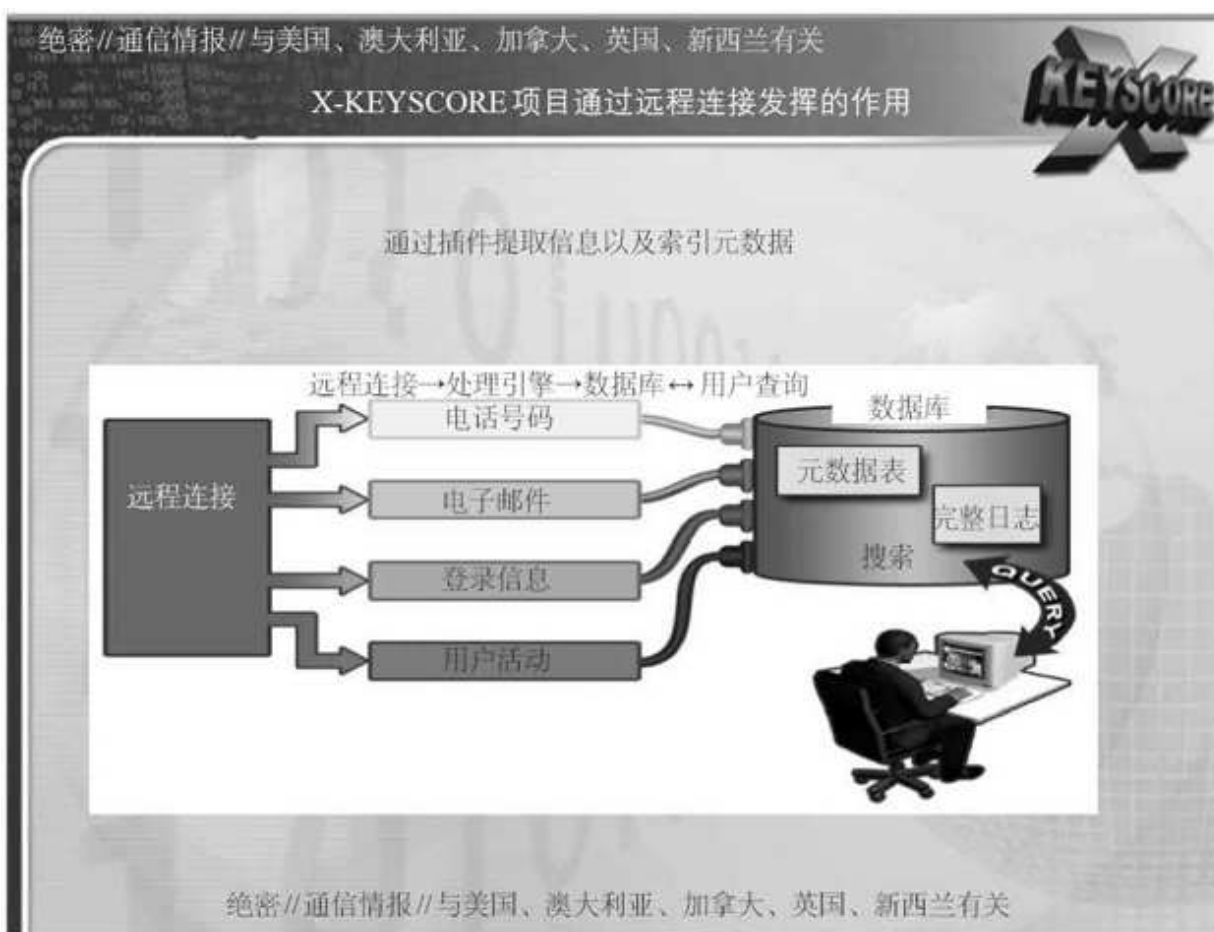 绝密//通信情报//与美国、澳大利亚、加拿大、英国、新西兰有关
X-KEYSCORE 项目通过远程连接发挥的作用
X
KEYSCORE
通过插件提取信息以及索引元数据
远程连接→处理引擎→数据库↔用户查询
远程连接
电话号码
电子邮件
登录信息
用户活动
数据库
元数据表
完整日志
搜索
QUERY
绝密//通信情报//与美国、澳大利亚、加拿大、英国、新西兰有关